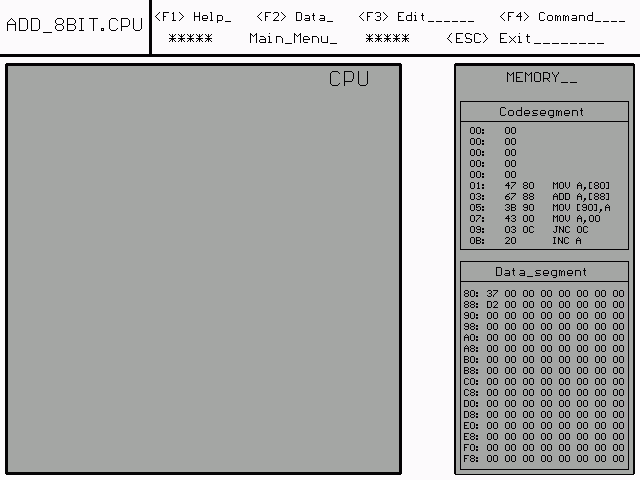 ADD_8BIT.CPU
<F1> Help_ <F2> Data_ <F3> Edit______ <F4> Command____
***** Main_Menu_ ***** <ESC> Exit________
CPU
MEMORY__
Codesegment
00: 00
00: 00
00: 00
00: 00
00: 00
01: 47 80 MOV A,[80]
03: 67 88 ADD A,[88]
05: 3B 90 MOV [90],A
07: 43 00 MOV A,00
09: 03 0C JNC 0C
0B: 20 INC A
Data_segment
80: 37 00 00 00 00 00 00 00
88: D2 00 00 00 00 00 00 00
90: 00 00 00 00 00 00 00 00
98: 00 00 00 00 00 00 00 00
A0: 00 00 00 00 00 00 00 00
A8: 00 00 00 00 00 00 00 00
B0: 00 00 00 00 00 00 00 00
B8: 00 00 00 00 00 00 00 00
C0: 00 00 00 00 00 00 00 00
C8: 00 00 00 00 00 00 00 00
D0: 00 00 00 00 00 00 00 00
D8: 00 00 00 00 00 00 00 00
E0: 00 00 00 00 00 00 00 00
E8: 00 00 00 00 00 00 00 00
F0: 00 00 00 00 00 00 00 00
F8: 00 00 00 00 00 00 00 00